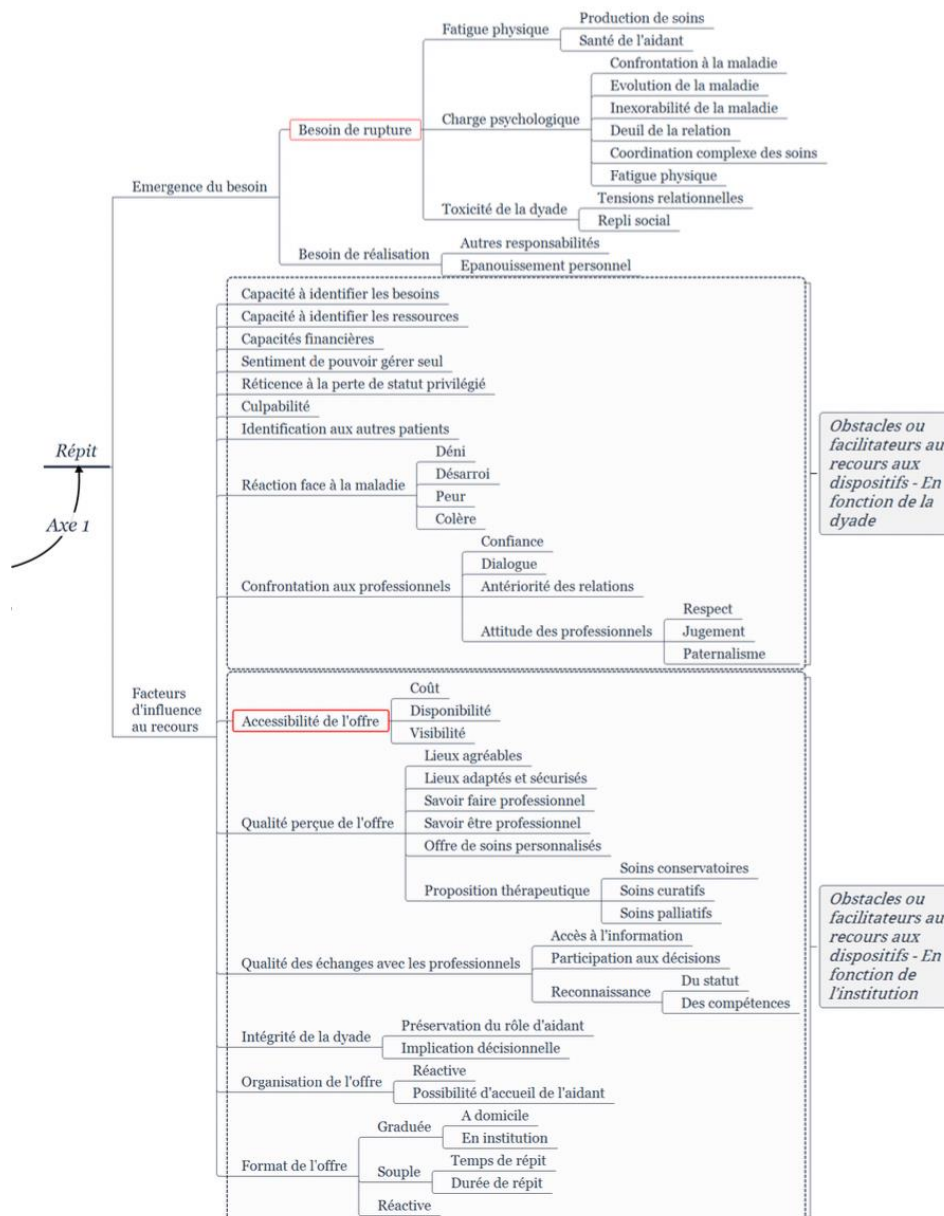 Répit
Axe 1
Emergence du besoin
Besoin de rupture
Fatigue physique
Production de soins
Santé de l'aidant
Charge psychologique
Confrontation à la maladie
Evolution de la maladie
Inexorabilité de la maladie
Deuil de la relation
Coordination complexe des soins
Fatigue physique
Toxicité de la dyade
Tensions relationnelles
Repli social
Besoin de réalisation
Autres responsabilités
Epanouissement personnel
Facteurs
d'influence
au recours
Capacité à identifier les besoins
Capacité à identifier les ressources
Capacités financières
Sentiment de pouvoir gérer seul
Réticence à la perte de statut privilégié
Culpabilité
Identification aux autres patients
Réaction face à la maladie
Déni
Désarroi
Peur
Colère
Confrontation aux professionnels
Confiance
Dialogue
Antériorité des relations
Attitude des professionnels
Respect
Jugement
Paternalisme
Obstacles ou
facilitateurs au
recours aux
dispositifs - En
fonction de la
dyade
Accessibilité de l'offre
Coût
Disponibilité
Visibilité
Qualité perçue de l'offre
Lieux agréables
Lieux adaptés et sécurisés
Savoir faire professionnel
Savoir être professionnel
Offre de soins personnalisés
Proposition thérapeutique
Soins conservatoires
Soins curatifs
Soins palliatifs
Qualité des échanges avec les professionnels
Accès à l'information
Participation aux décisions
Reconnaissance
Du statut
Des compétences
Intégrité de la dyade
Préservation du rôle d'aidant
Implication décisionnelle
Organisation de l'offre
Réactive
Possibilité d'accueil de l'aidant
Format de l'offre
Graduée
A domicile
En institution
Souple
Temps de répit
Durée de répit
Réactive
Obstacles ou
facilitateurs au
recours aux
dispositifs - En
fonction de
l'institution